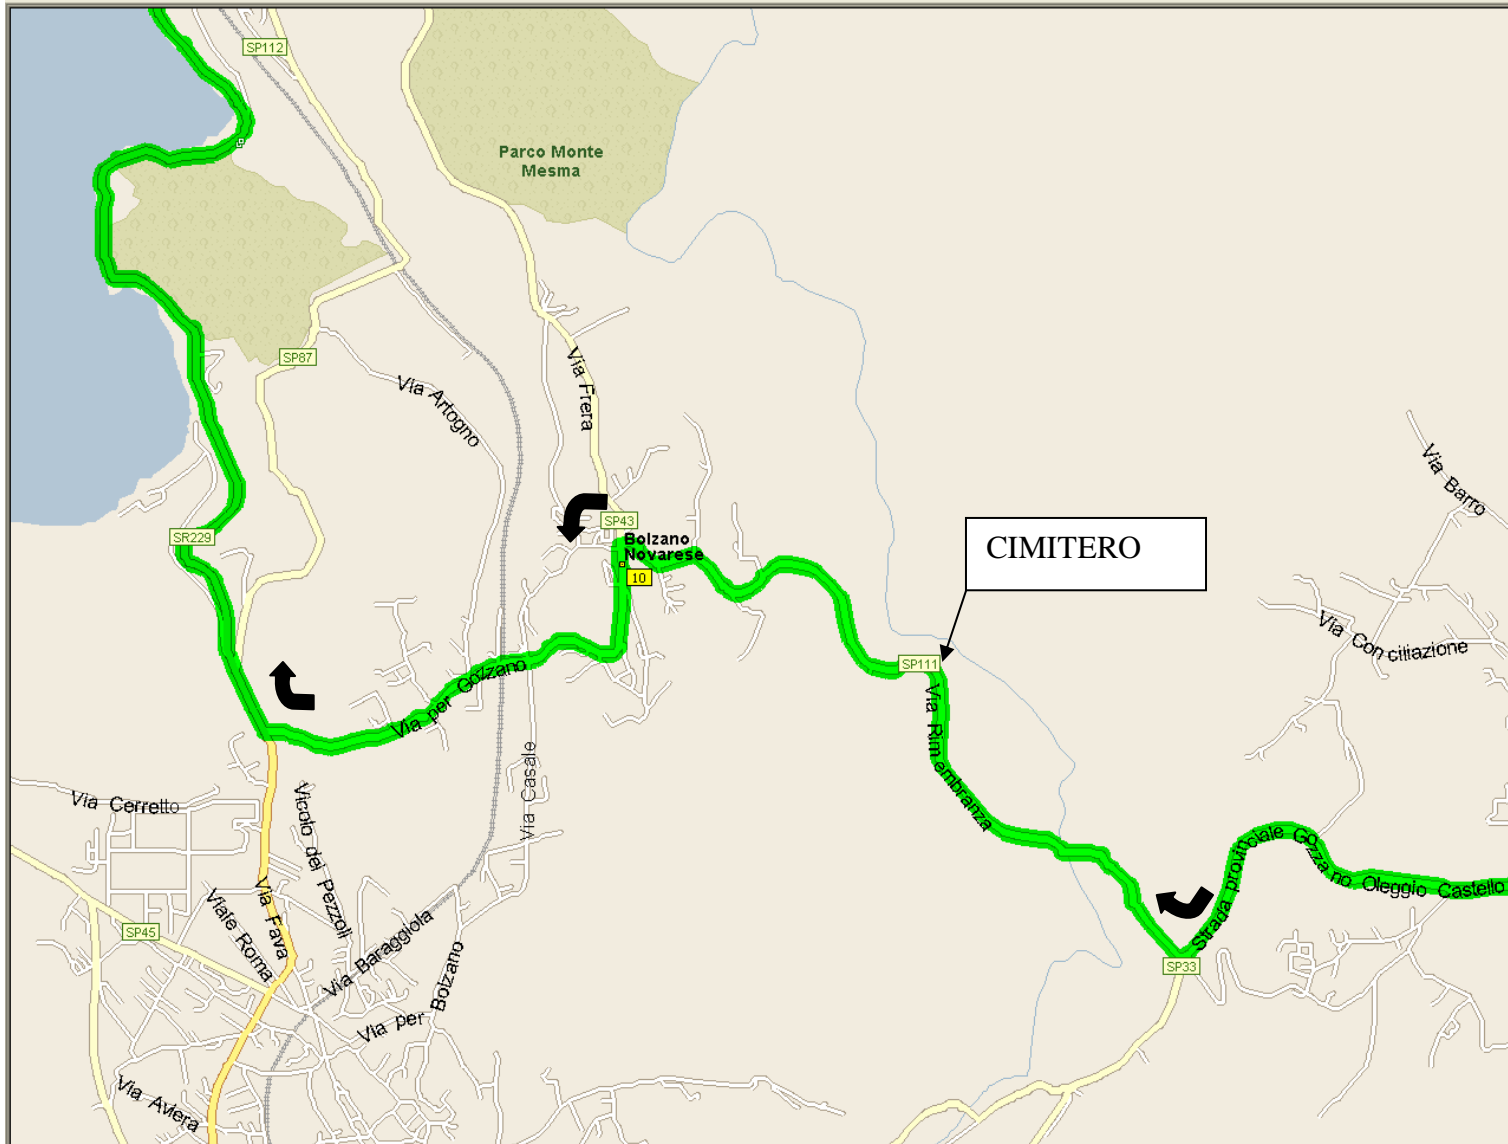 SP112
Parco Monte
Mesma
SP87
Via Artogno
Via Frera
Via Barro
SP43
SR229
Bolzano
Novarese
10
CIMITERO
Via Conciliazione
SP111
Via per Gozzano
Via Rimembranza
Via Casale
Via Cerretto
Vicolo dei Pezzoli
Strada provinciale Gozzano Oleggio Castello
Via Fava
Viale Roma
SP45
Via Baraggiola
Via per Bolzano
SP33
Via Aviera